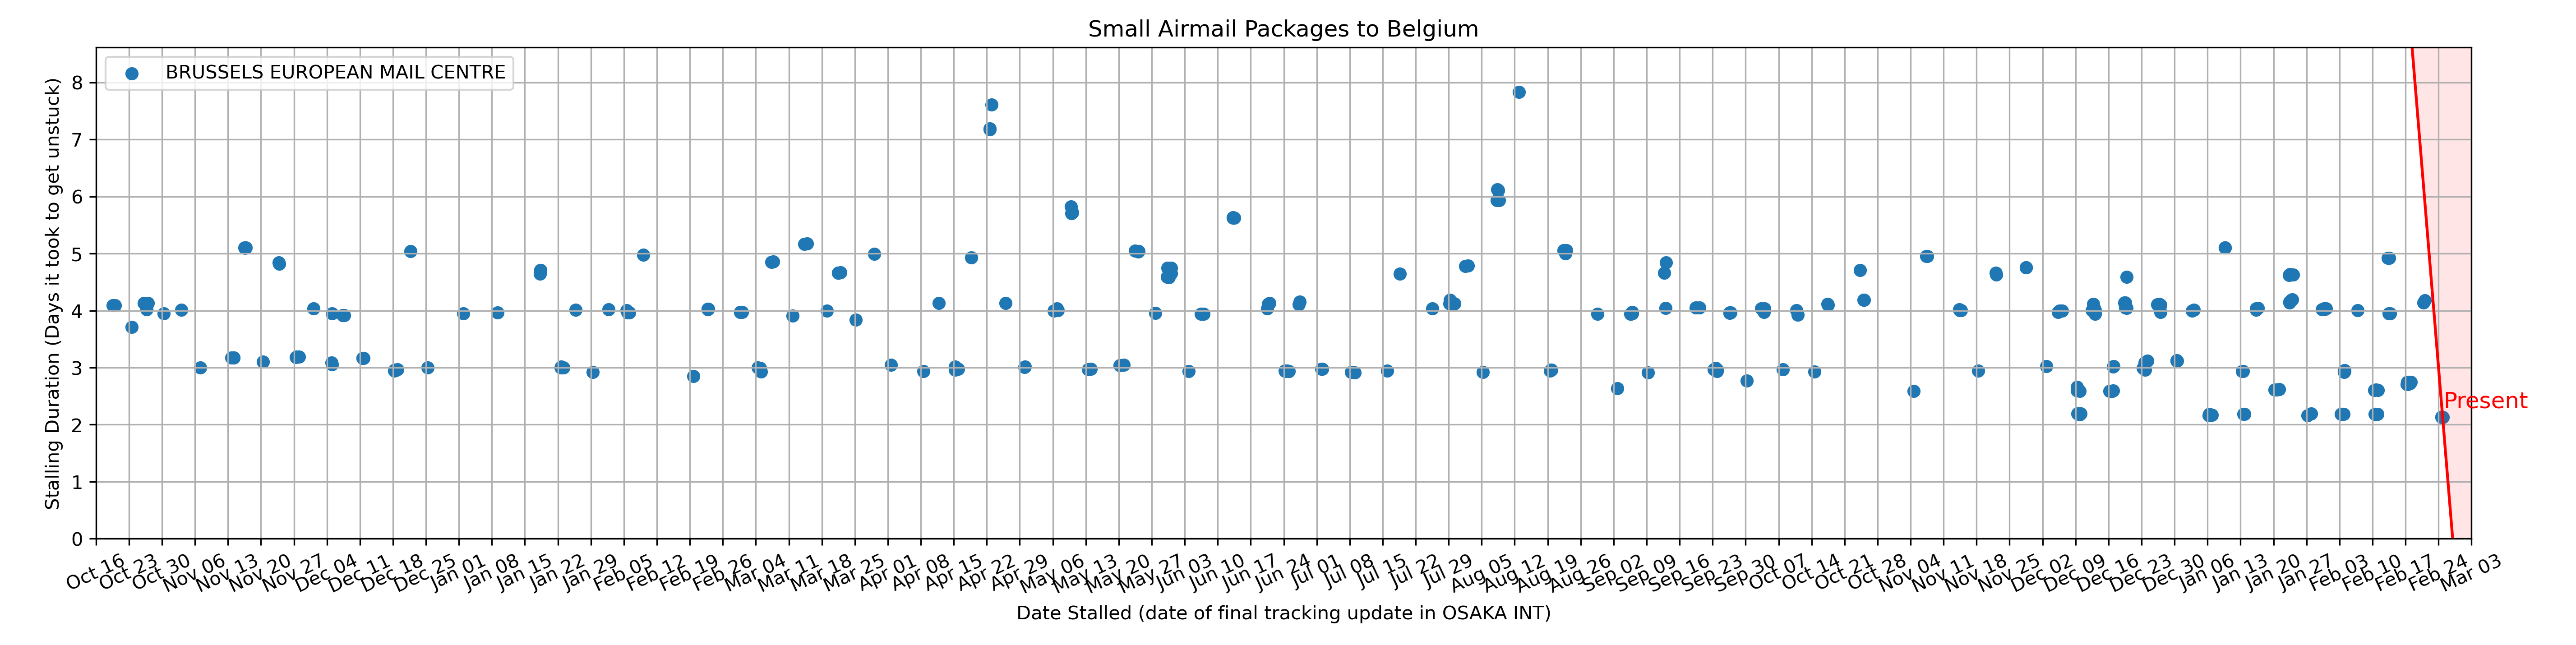 Small Airmail Packages to Belgium
BRUSSELS EUROPEAN MAIL CENTRE
Stalling Duration (Days it took to get unstuck)
8
7
6
5
4
3
2
1
0
Present
Oct 16 Oct 23 Oct 30 Nov 06 Nov 13 Nov 20 Nov 27 Dec 04 Dec 11 Dec 18 Dec 25 Jan 01 Jan 08 Jan 15 Jan 22 Jan 29 Feb 05 Feb 12 Feb 19 Feb 26 Mar 04 Mar 11 Mar 18 Mar 25 Apr 01 Apr 08 Apr 15 Apr 22 Apr 29 May 06 May 13 May 20 May 27 Jun 03 Jun 10 Jun 17 Jun 24 Jul 01 Jul 08 Jul 15 Jul 22 Jul 29 Aug 05 Aug 12 Aug 19 Aug 26 Sep 02 Sep 09 Sep 16 Sep 23 Sep 30 Oct 07 Oct 14 Oct 21 Oct 28 Nov 04 Nov 11 Nov 18 Nov 25 Dec 02 Dec 09 Dec 16 Dec 23 Dec 30 Jan 06 Jan 13 Jan 20 Jan 27 Feb 03 Feb 10 Feb 17 Feb 24 Mar 03
Date Stalled (date of final tracking update in OSAKA INT)